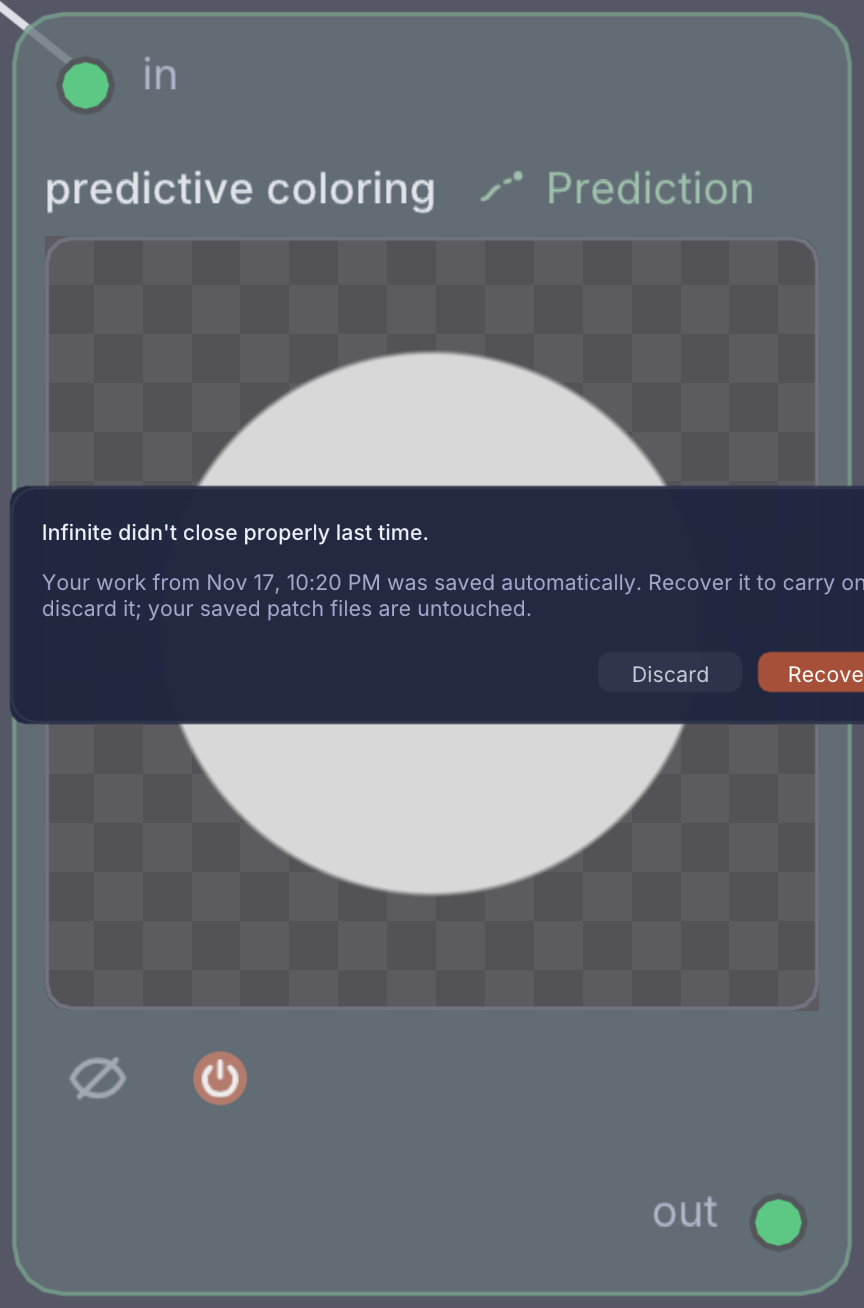 in
predictive coloring Prediction
Infinite didn't close properly last time.
Your work from Nov 17, 10:20 PM was saved automatically. Recover it to carry on
discard it; your saved patch files are untouched.
Discard Recove
out